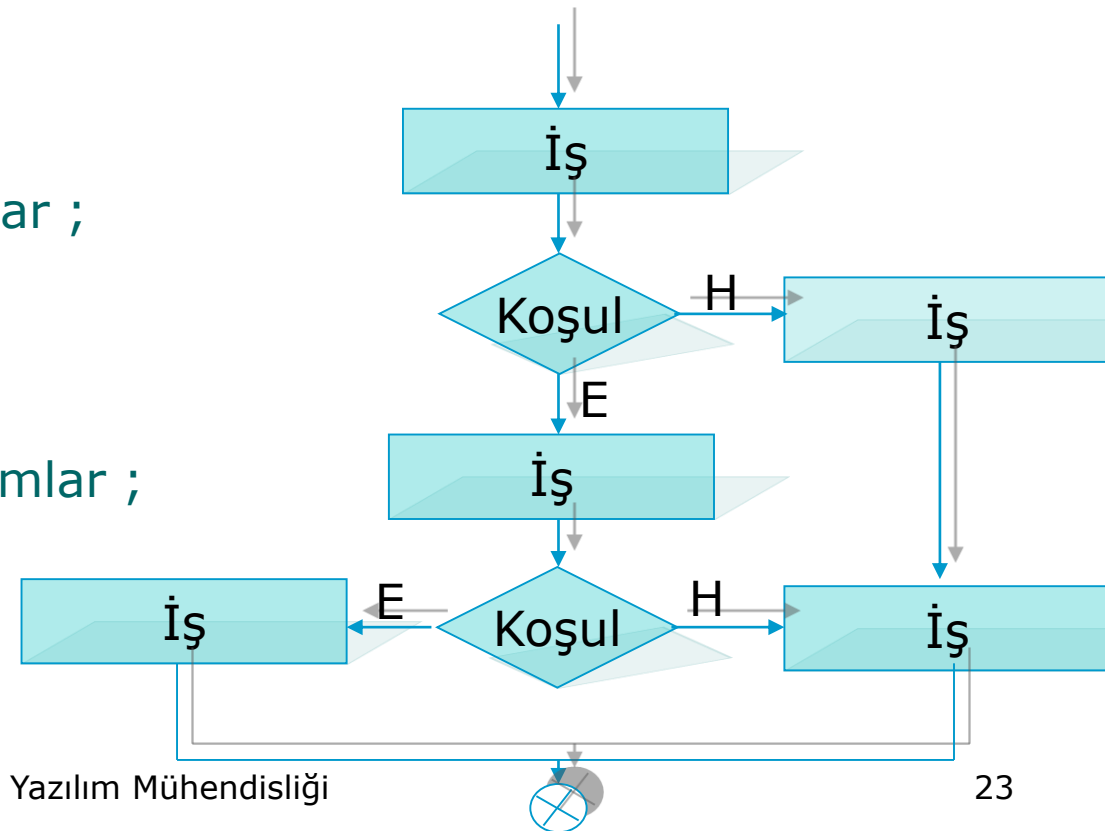 İş
ar ;
Koşul H İş
E
İş
mlar ;
İş E Koşul H İş
Yazılım Mühendisliği 23